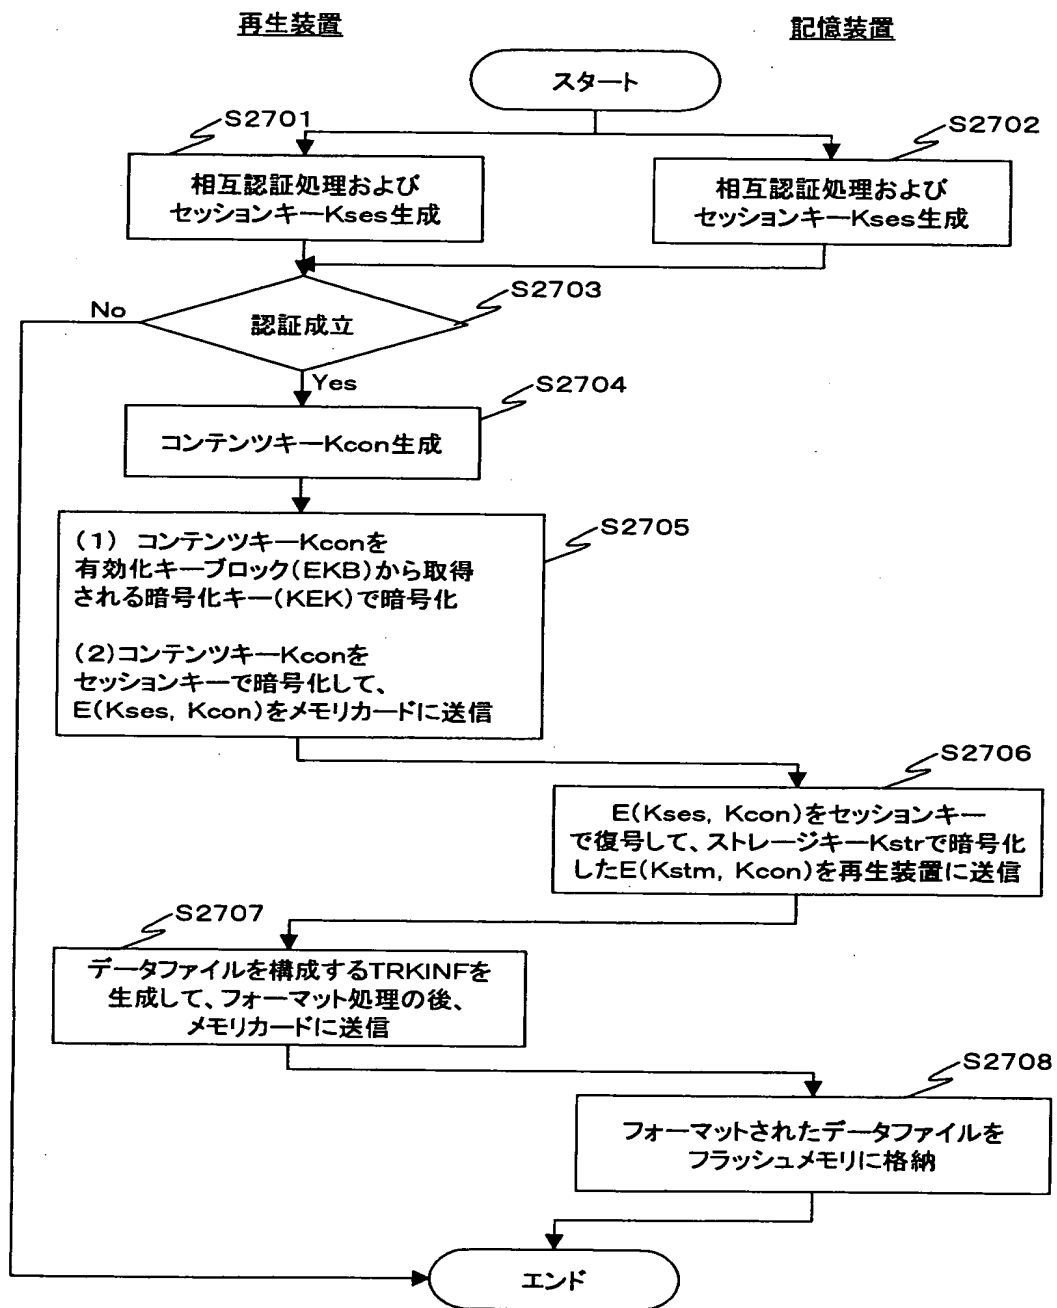 再生装置
記憶装置
スタート
S2701
S2702
相互認証処理および
セッションキーKses生成
相互認証処理および
セッションキーKses生成
S2703
No
認証成立
Yes
S2704
コンテンツキーKcon生成
S2705
(1) コンテンツキーKconを
有効化キーブロック(EKB)から取得
される暗号化キー(KEK)で暗号化
(2)コンテンツキーKconを
セッションキーで暗号化して、
E(Kses, Kcon)をメモリカードに送信
S2706
E(Kses, Kcon)をセッションキー
で復号して、ストレージキーKstrで暗号化
したE(Kstm, Kcon)を再生装置に送信
S2707
データファイルを構成するTRKINFを
生成して、フォーマット処理の後、
メモリカードに送信
S2708
フォーマットされたデータファイルを
フラッシュメモリに格納
エンド